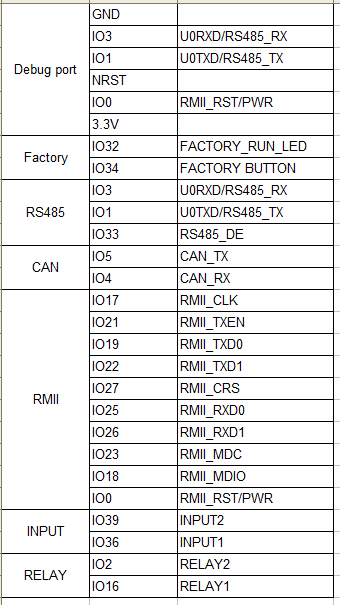 GND
IO3 U0RXD/RS485_RX
IO1 U0TXD/RS485_TX
Debug port
NRST
IO0 RMII_RST/PWR
3.3V
IO32 FACTORY_RUN_LED
Factory
IO34 FACTORY BUTTON
IO3 U0RXD/RS485_RX
RS485 IO1 U0TXD/RS485_TX
IO33 RS485_DE
IO5 CAN_TX
CAN
IO4 CAN_RX
IO17 RMII_CLK
IO21 RMII_TXEN
IO19 RMII_TXD0
IO22 RMII_TXD1
RMII IO27 RMII_CRS
IO25 RMII_RXD0
IO26 RMII_RXD1
IO23 RMII_MDC
IO18 RMII_MDIO
IO0 RMII_RST/PWR
IO39 INPUT2
INPUT
IO36 INPUT1
IO2 RELAY2
RELAY
IO16 RELAY1